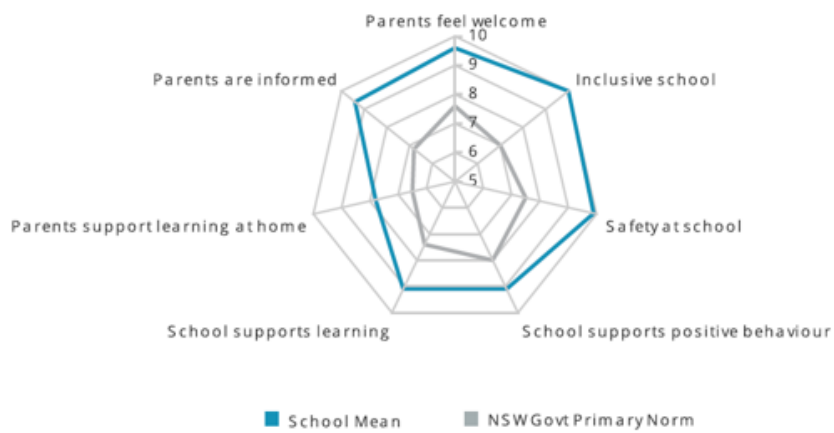 Parents feel welcome
10
Parents are informed
9
Inclusive school
8
7
6
5
Parents support learning at home
Safety at school
School supports learning
School supports positive behaviour
School Mean
NSW Govt Primary Norm